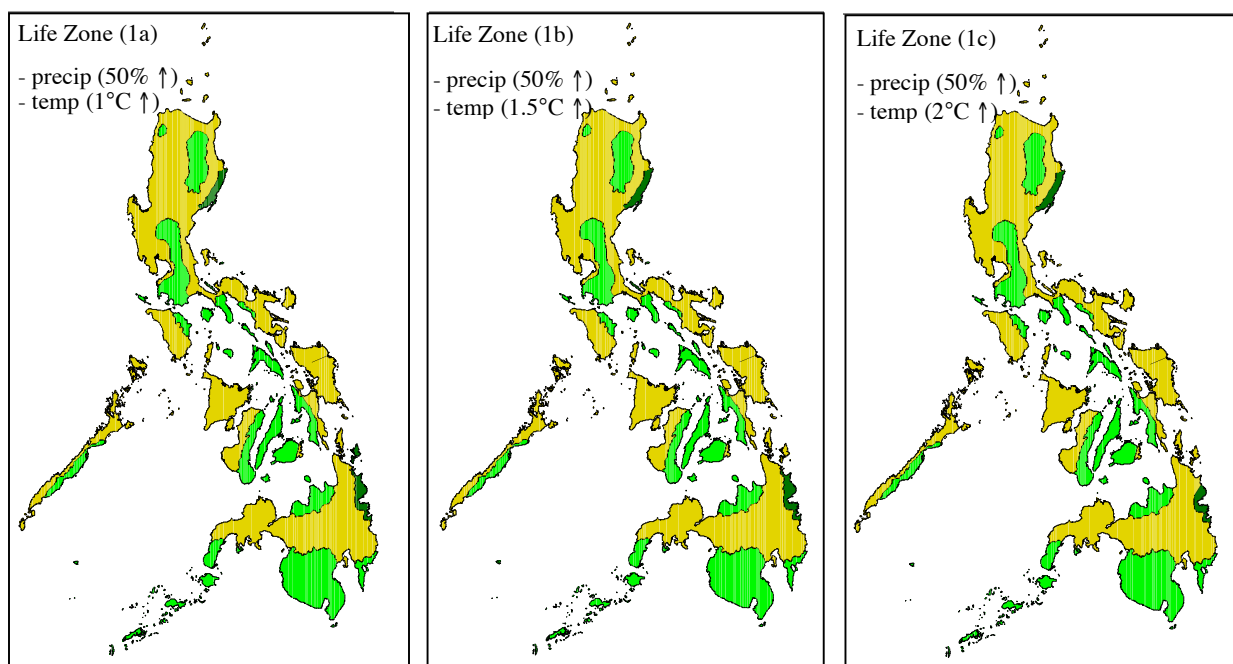 Life Zone (1a)
- precip (50% ↑)
- temp (1°C ↑)
Life Zone (1b)
- precip (50% ↑)
- temp (1.5°C ↑)
Life Zone (1c)
- precip (50% ↑)
- temp (2°C ↑)